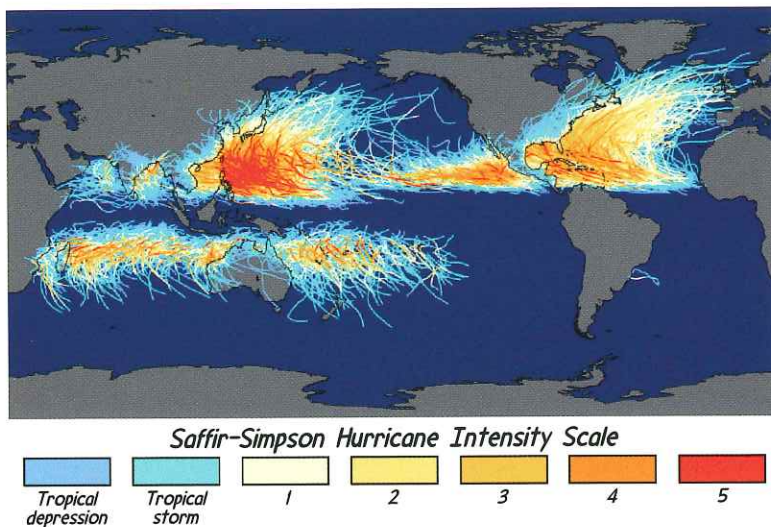 Saffir-Simpson Hurricane Intensity Scale
Tropical depression
Tropical storm
1
2
3
4
5